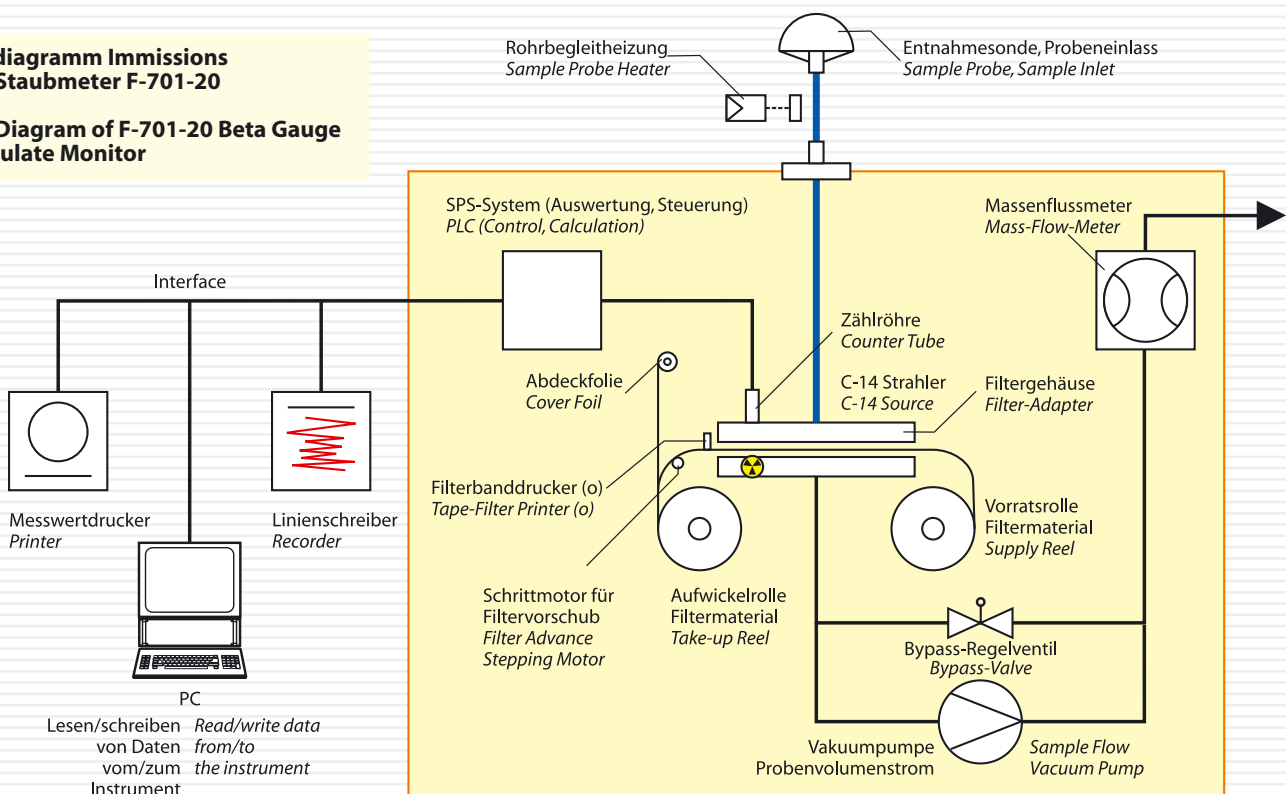 diagramm Immissions
Staubmeter F-701-20
Diagram of F-701-20 Beta Gauge
ulate Monitor
Rohrbegleitheizung
Sample Probe Heater
Entnahmesonde, Probeneinlass
Sample Probe, Sample Inlet
SPS-System (Auswertung, Steuerung)
PLC (Control, Calculation)
Massenflussmeter
Mass-Flow-Meter
Interface
Zählröhre
Counter Tube
Abdeckfolie
Cover Foil
C-14 Strahler
C-14 Source
Filtergehäuse
Filter-Adapter
Filterbanddrucker (o)
Tape-Filter Printer (o)
Messwertdrucker
Printer
Linienschreiber
Recorder
Vorratsrolle
Filtermaterial
Supply Reel
Schrittmotor für
Filtervorschub
Filter Advance
Stepping Motor
Aufwickelrolle
Filtermaterial
Take-up Reel
Bypass-Regelventil
Bypass-Valve
PC
Lesen/schreiben
von Daten
vom/zum
Instrument
Read/write data
from/to
the instrument
Vakuumpumpe
Probenvolumenstrom
Sample Flow
Vacuum Pump